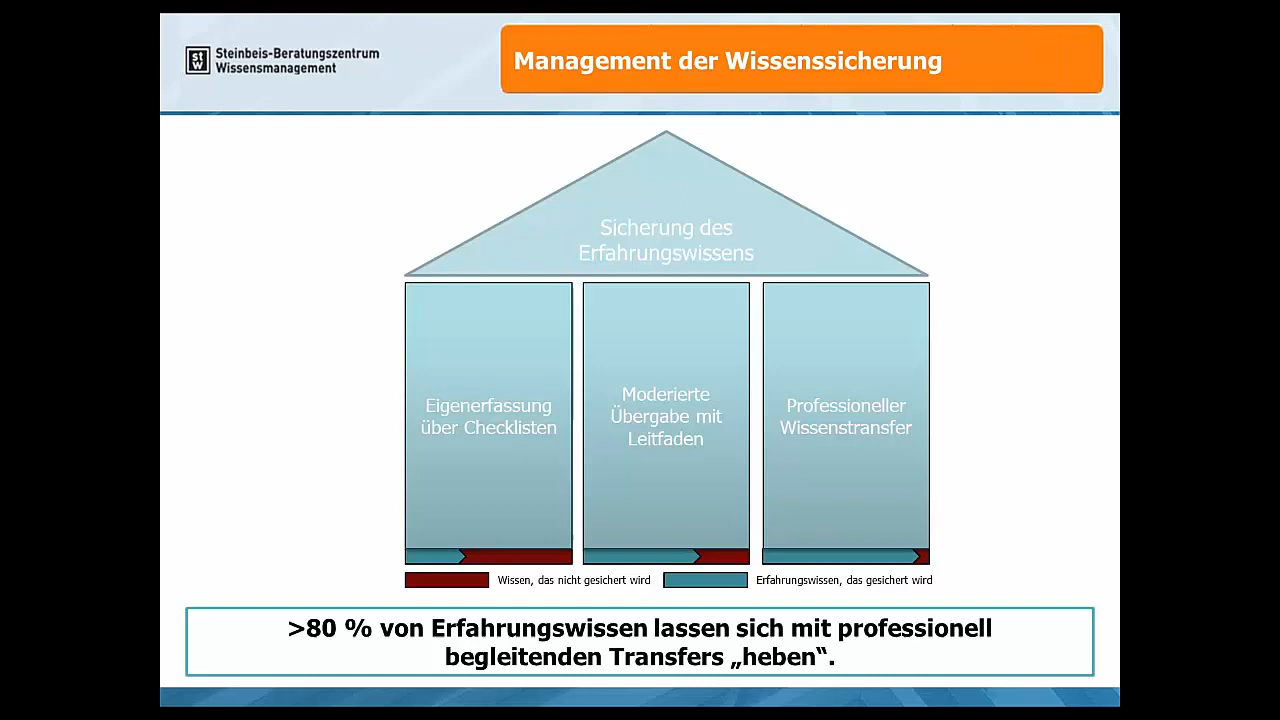 stw
Steinbeis-Beratungszentrum
Wissensmanagement
Management der Wissenssicherung
Sicherung des
Erfahrungswissens
Eigenerfassung
über Checklisten
Moderierte
Übergabe mit
Leitfaden
Professioneller
Wissenstransfer
Wissen, das nicht gesichert wird
Erfahrungswissen, das gesichert wird
>80 % von Erfahrungswissen lassen sich mit professionell
begleitenden Transfers „heben“.